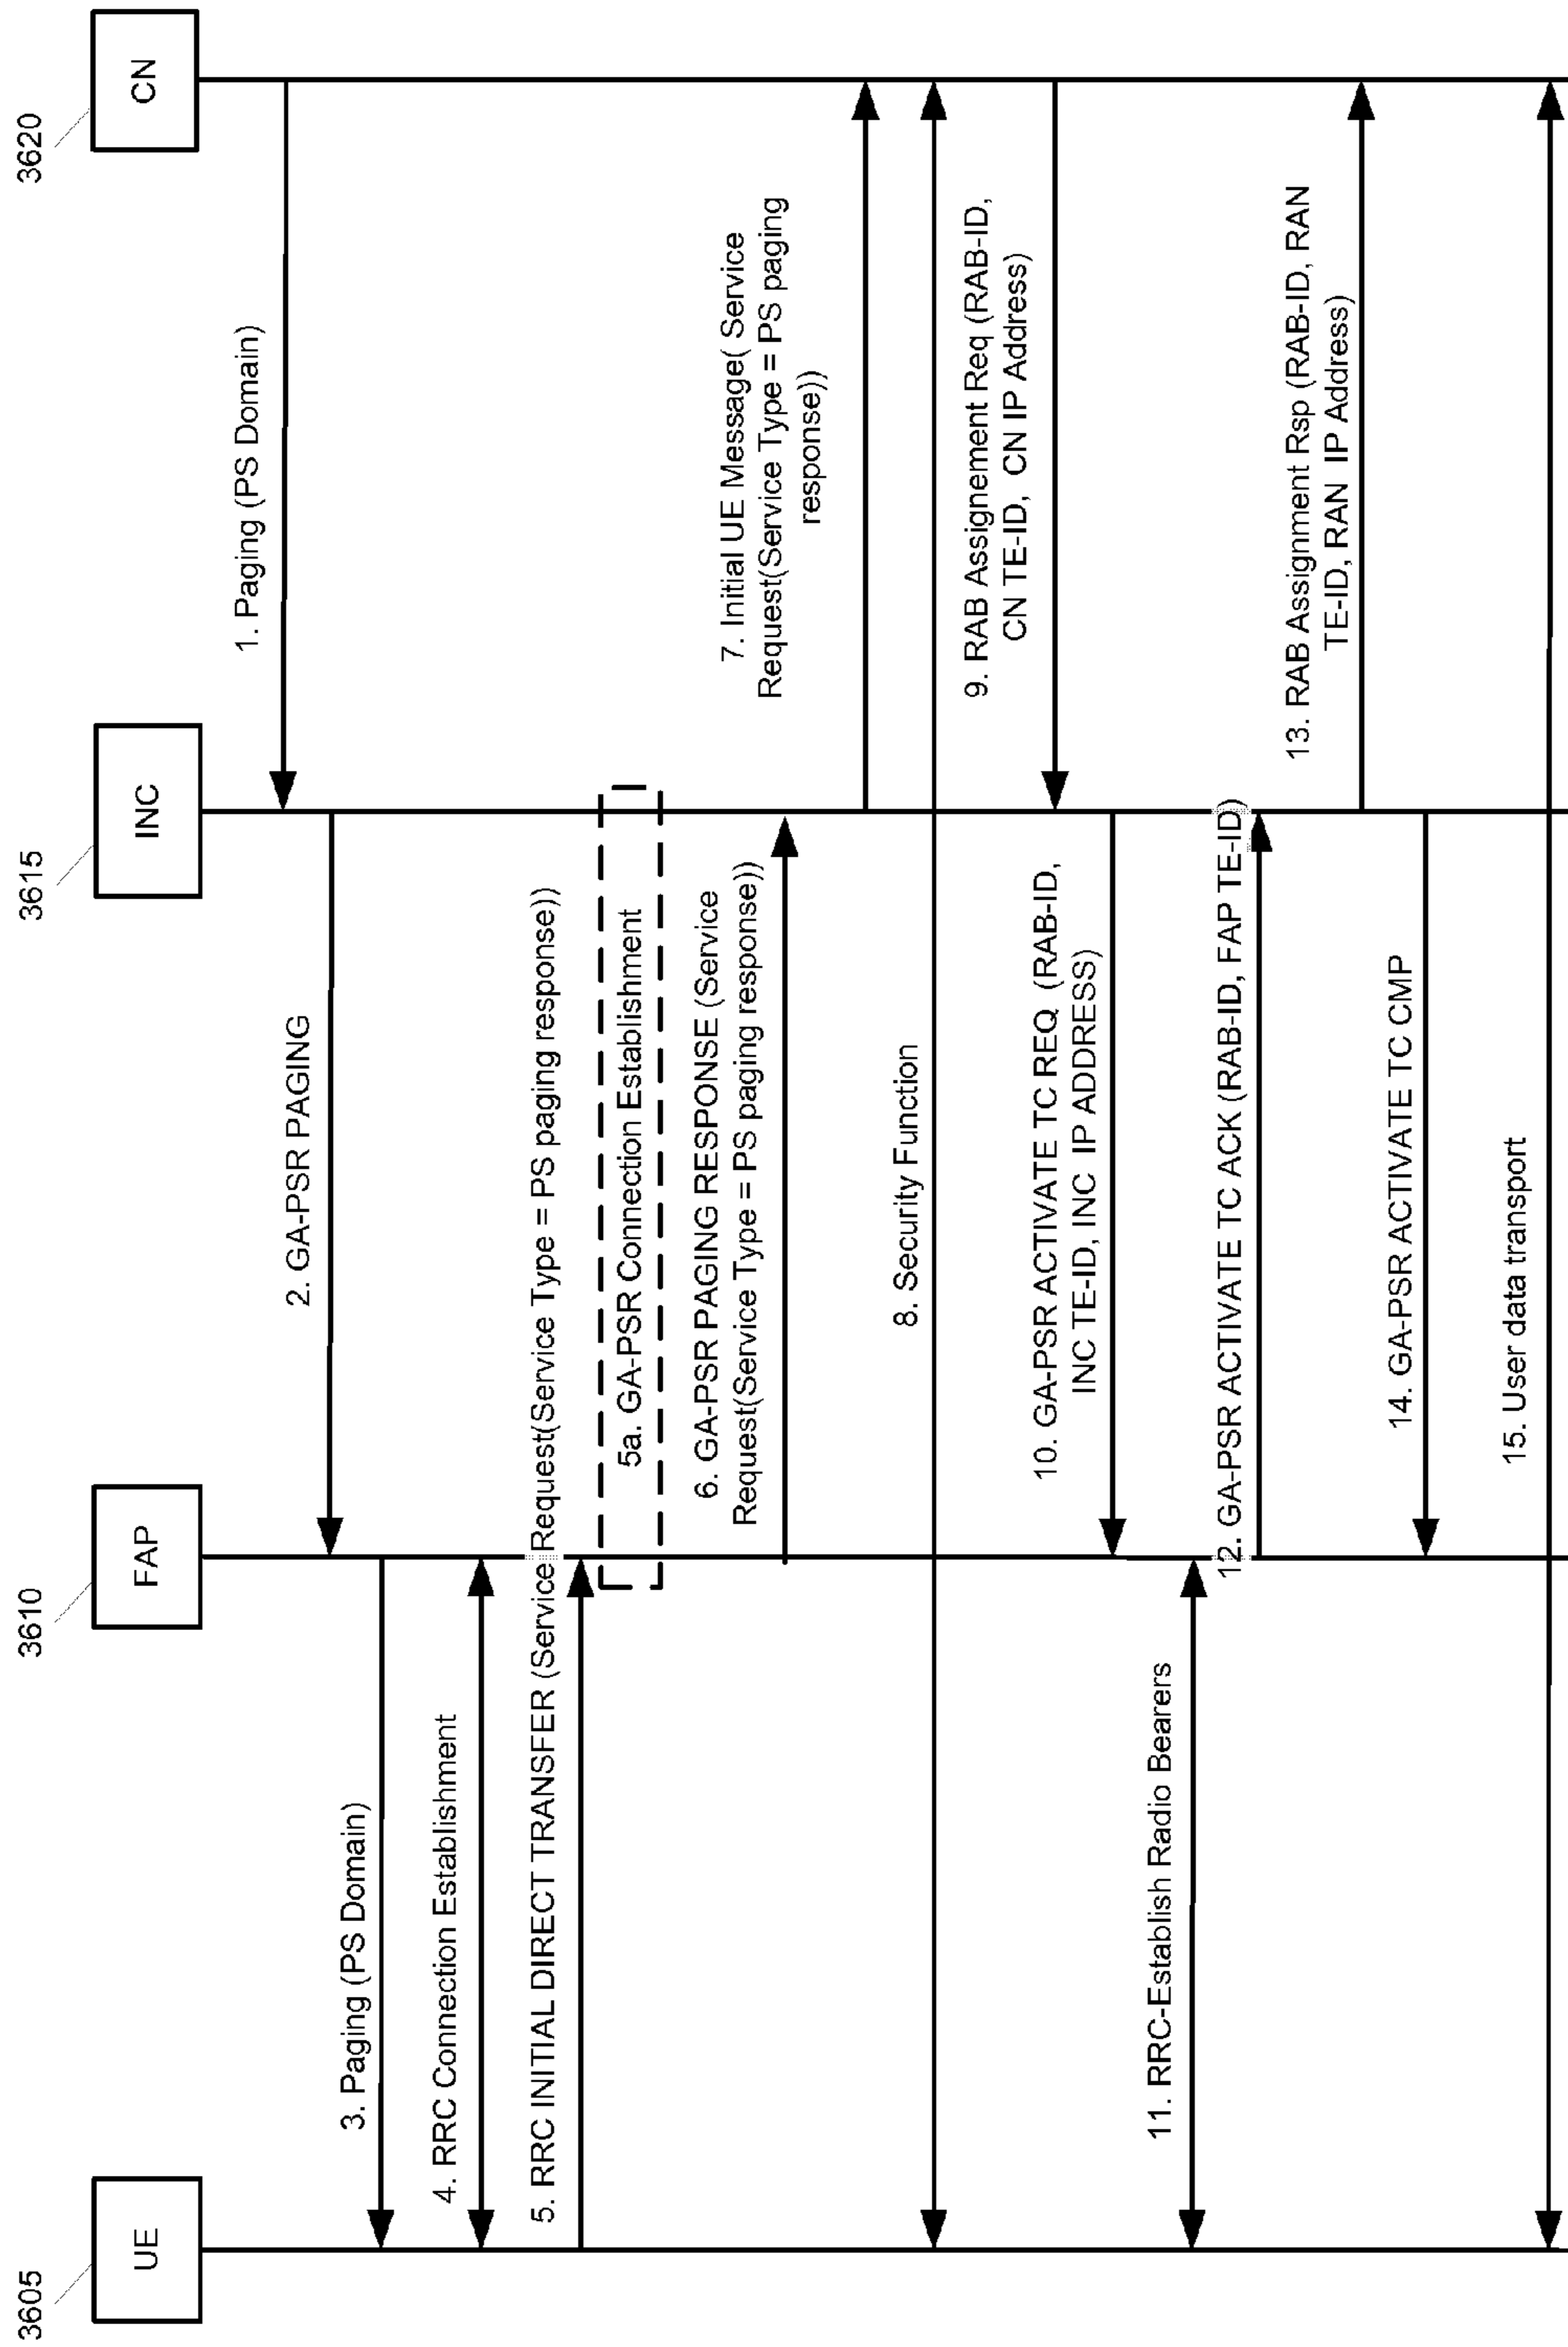 3605
3610
3615
3620
UE
FAP
INC
CN
1. Paging (PS Domain)
2. GA-PSR PAGING
3. Paging (PS Domain)
4. RRC Connection Establishment
5. RRC INITIAL DIRECT TRANSFER (Service Request(Service Type = PS paging response))
5a. GA-PSR Connection Establishment
6. GA-PSR PAGING RESPONSE (Service
Request(Service Type = PS paging response))
7. Initial UE Message( Service
Request(Service Type = PS paging
response))
8. Security Function
9. RAB Assignement Req (RAB-ID,
CN TE-ID, CN IP Address)
10. GA-PSR ACTIVATE TC REQ (RAB-ID,
INC TE-ID, INC IP ADDRESS)
11. RRC-Establish Radio Bearers
12. GA-PSR ACTIVATE TC ACK (RAB-ID, FAP TE-ID)
13. RAB Assignment Rsp (RAB-ID, RAN
TE-ID, RAN IP Address)
14. GA-PSR ACTIVATE TC CMP
15. User data transport